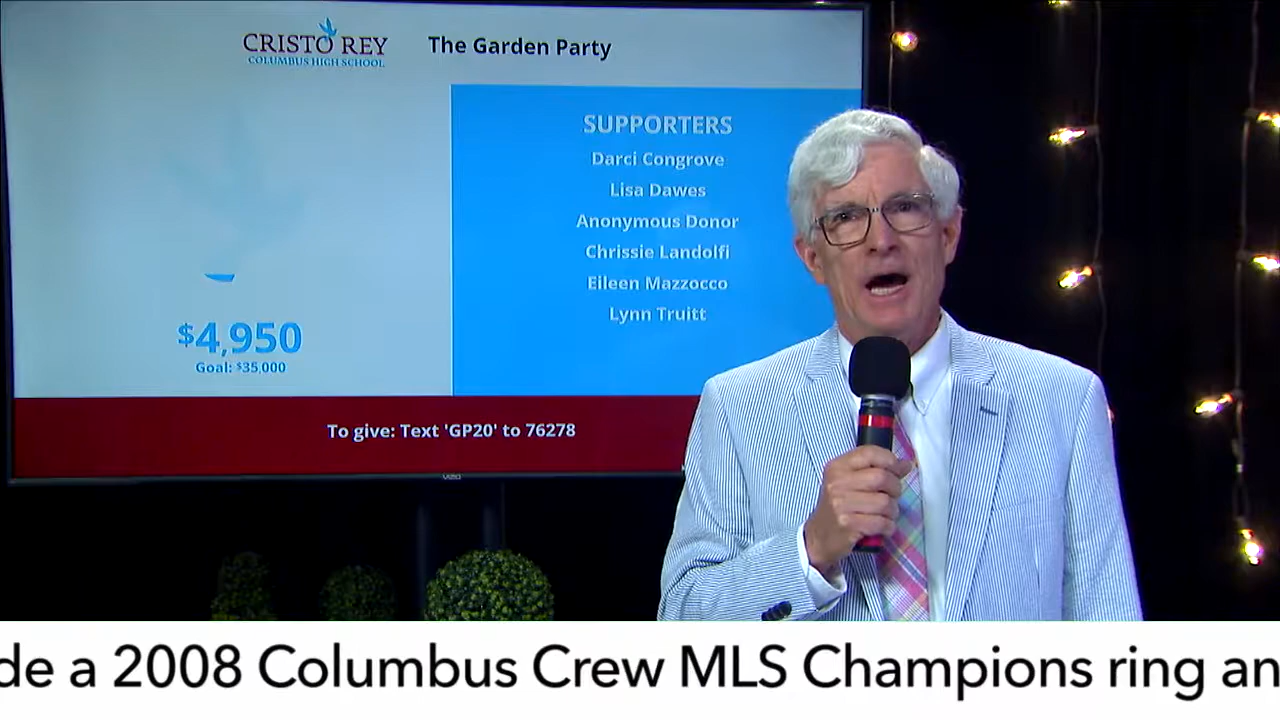 CRISTO REY
COLUMBUS HIGH SCHOOL
The Garden Party
SUPPORTERS
Darci Congrove
Lisa Dawes
Anonymous Donor
Chrissie Landolfi
Eileen Mazzocco
Lynn Truitt
$4,950
Goal: $35,000
To give: Text 'GP20' to 76278
VIZIO
de a 2008 Columbus Crew MLS Champions ring an